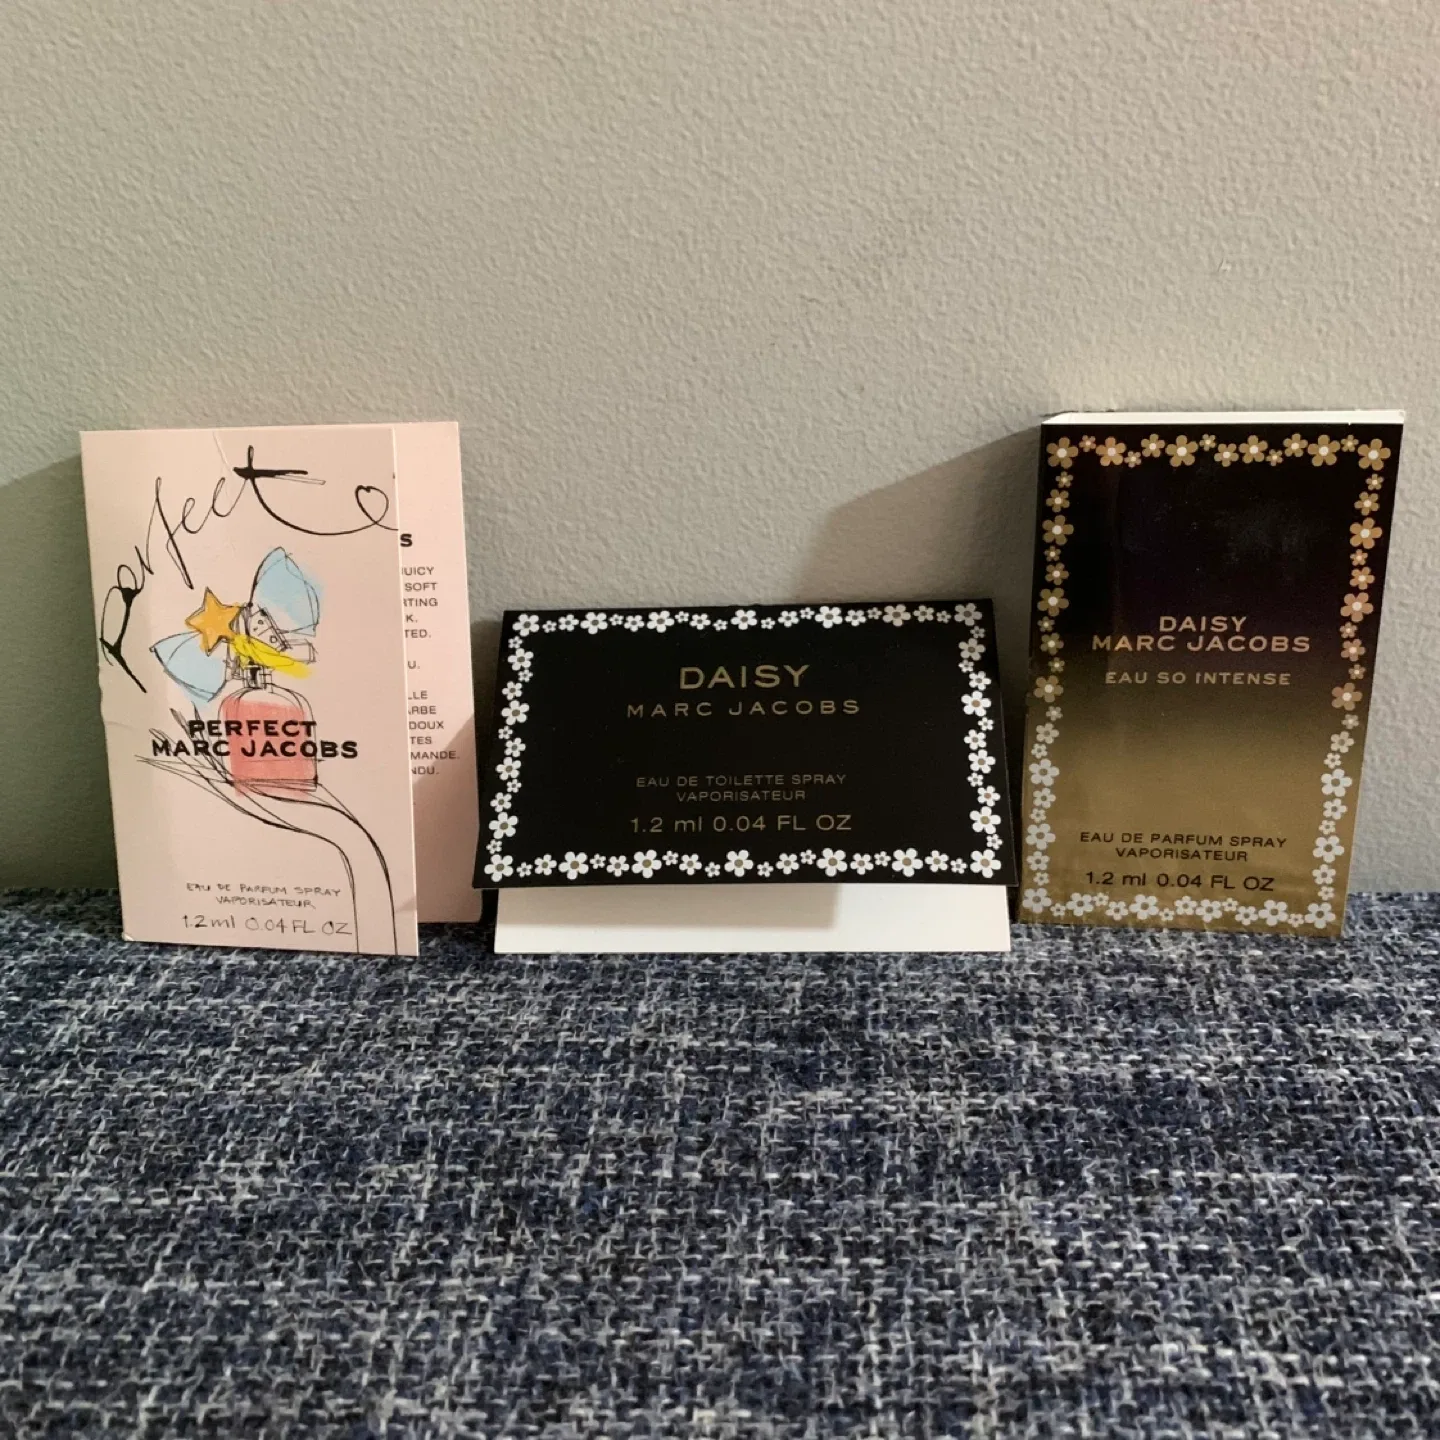 perfect
PERFECT
MARC JACOBS
EAU DE PARFUM SPRAY
VAPORISATEUR
1.2 ml 0.04 FL OZ
S
UICY
SOFT
RTING
K.
TED.
U.
LLE
ARBE
DOUX
TES
MANDE.
NDU.
DAISY
MARC JACOBS
EAU DE TOILETTE SPRAY
VAPORISATEUR
1.2 ml 0.04 FL OZ
DAISY
MARC JACOBS
EAU SO INTENSE
EAU DE PARFUM SPRAY
VAPORISATEUR
1.2 ml 0.04 FL OZ